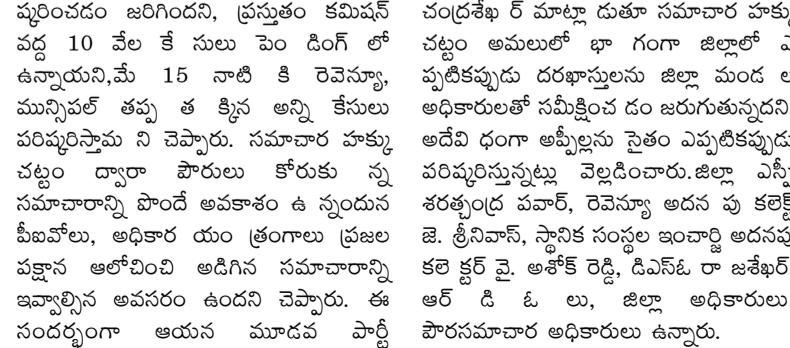 ష్కరించడం జరిగిందని, ప్రస్తుతం కమిషన్
వద్ద 10 వేల కే సులు పెం డింగ్ లో
ఉన్నాయని,మే 15 నాటి కి రెవెన్యూ,
మున్సిపల్ తప్ప త క్కిన అన్ని కేసులు
పరిష్కరిస్తామ ని చెప్పారు. సమాచార హక్కు
చట్టం ద్వారా పౌరులు కోరుకు న్న
సమాచారాన్ని పొందే అవకాశం ఉ న్నందున
పీఐవోలు, అధికార యం త్రంగాలు ప్రజల
పక్షాన ఆలోచించి అడిగిన సమాచారాన్ని
ఇవ్వాల్సిన అవసరం ఉందని చెప్పారు. ఈ
సందర్భంగా ఆయన మూడవ పార్టీ
చంద్రశేఖ ర్ మాట్లా డుతూ సమాచార హక్కు
చట్టం అమలులో భా గంగా జిల్లాలో ఎ
ప్పటికప్పుడు దరఖాస్తులను జిల్లా మండ ల
అధికారులతో సమీక్షించ డం జరుగుతున్నదని,
అదేవి ధంగా అప్పీల్లను సైతం ఎప్పటికప్పుడు
పరిష్కరిస్తున్నట్లు వెల్లడించారు.జిల్లా ఎస్పీ
శరత్చంద్ర పవార్, రెవెన్యూ అదన పు కలెక్ట
జె. శ్రీనివాస్, స్థానిక సంస్థల ఇంచార్జి అదనపు
కలె క్టర్ వై. అశోక్ రెడ్డి, డిఎస్ఓ రా జశేఖర్
ఆర్ డి ఓ లు, జిల్లా అధికారులు,
పౌరసమాచార అధికారులు ఉన్నారు.